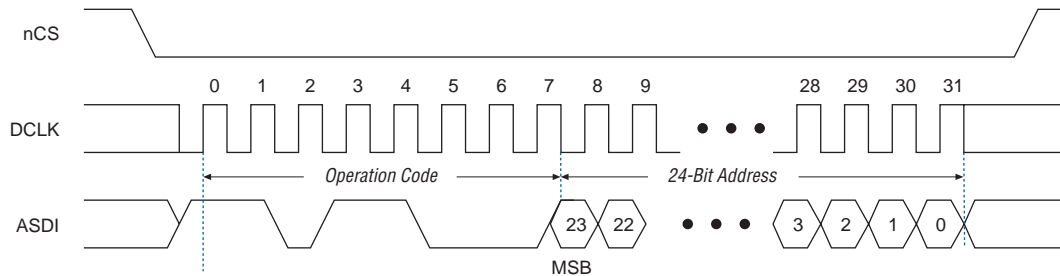 nCS
0 1 2 3 4 5 6 7 8 9 28 29 30 31
DCLK
Operation Code 24-Bit Address
ASDI 23 22 3 2 1 0
MSB